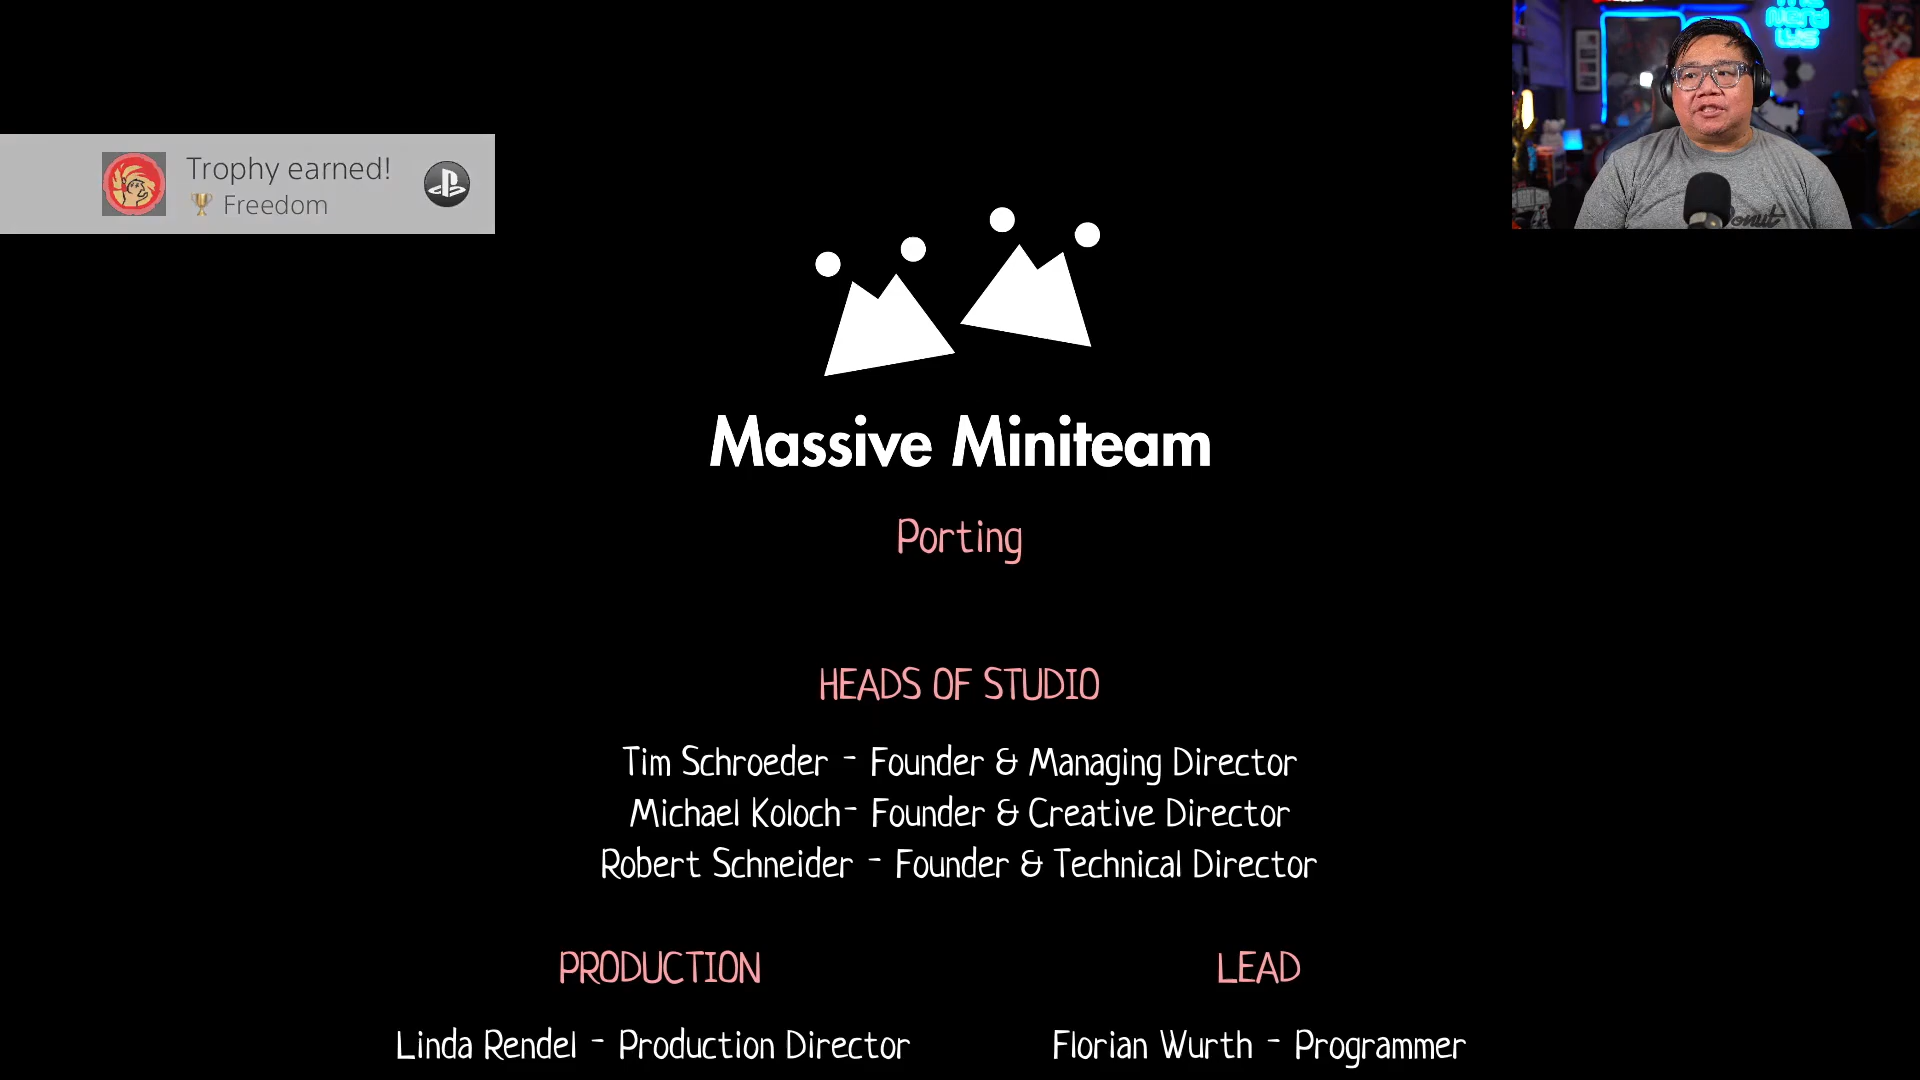 Trophy earned!
Freedom
Massive Miniteam
Porting
HEADS OF STUDIO
Tim Schroeder - Founder & Managing Director
Michael Koloch- Founder & Creative Director
Robert Schneider - Founder & Technical Director
PRODUCTION
LEAD
Linda Rendel - Production Director
Florian Wurth - Programmer